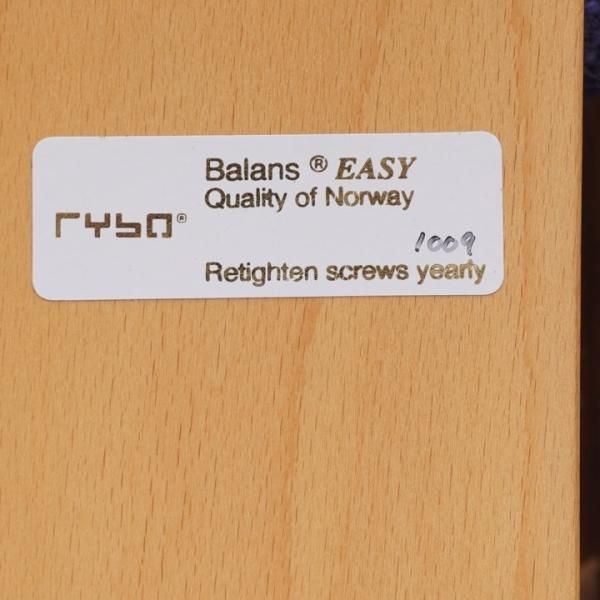 Balans ® EASY
Quality of Norway
rybo®
1009
Retighten screws yearly